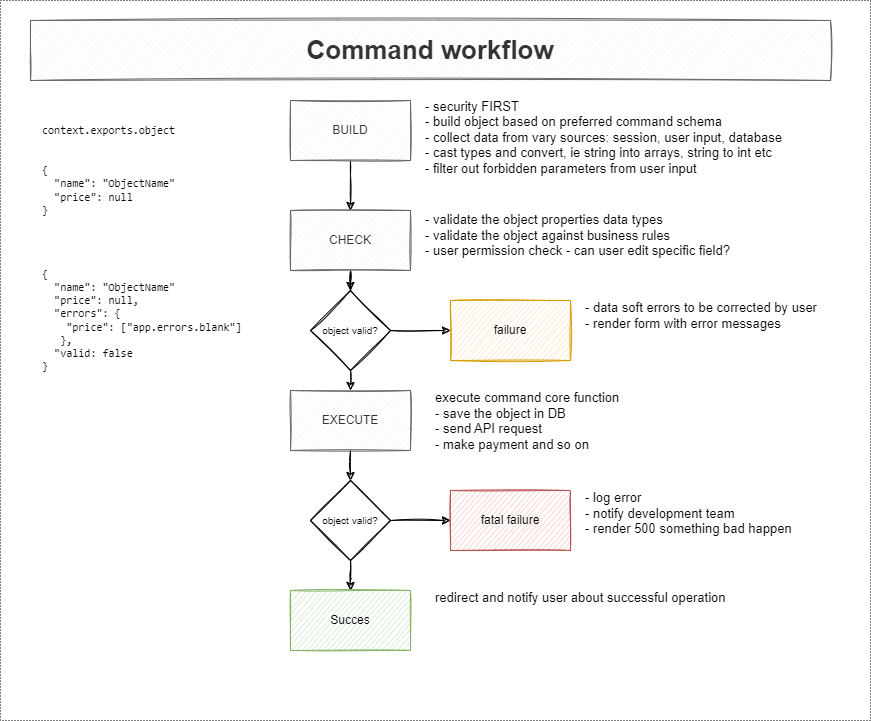 Command workflow
context.exports.object
{
"name": "ObjectName"
"price": null
}
{
"name": "ObjectName"
"price": null,
"errors": {
"price": ["app.errors.blank"]
},
"valid: false
}
BUILD
- security FIRST
- build object based on preferred command schema
- collect data from vary sources: session, user input, database
- cast types and convert, ie string into arrays, string to int etc
- filter out forbidden parameters from user input
CHECK
- validate the object properties data types
- validate the object against business rules
- user permission check - can user edit specific field?
object valid?
failure
- data soft errors to be corrected by user
- render form with error messages
EXECUTE
execute command core function
- save the object in DB
- send API request
- make payment and so on
object valid?
fatal failure
- log error
- notify development team
- render 500 something bad happen
Succes
redirect and notify user about successful operation